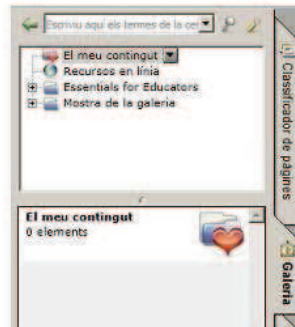 Escriviu aquí els termes de la cer
El meu contingut
Recursos en línia
Essentials for Educators
Mostra de la galeria
El meu contingut
0 elements
Classificador de pàgines
Galeria